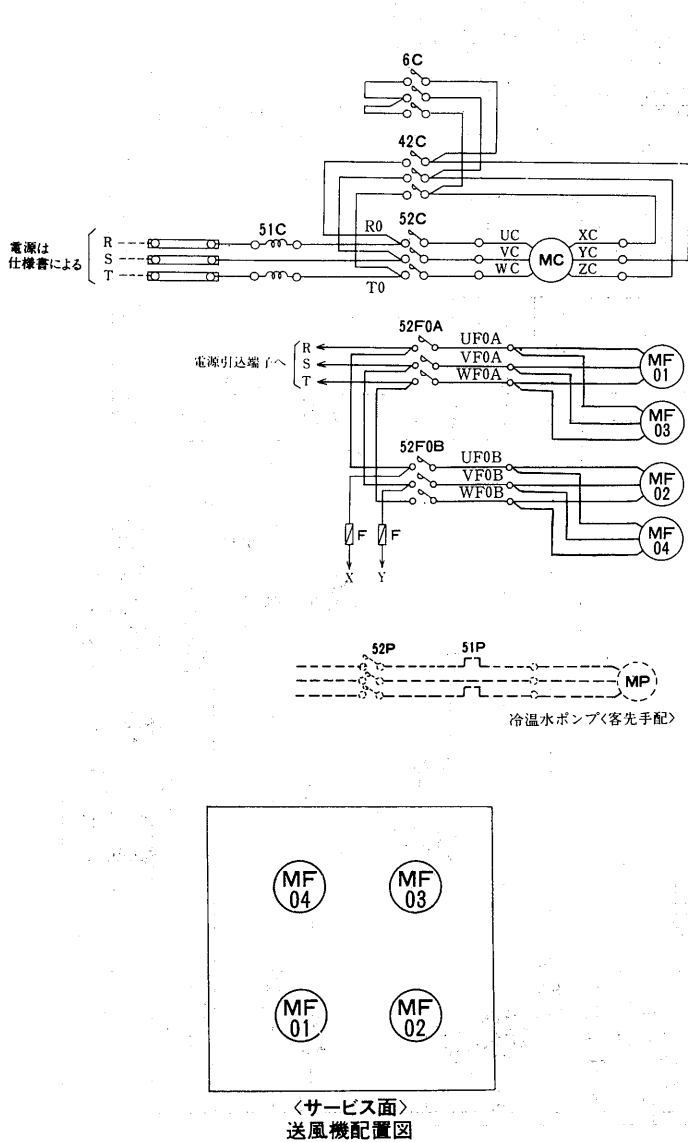 6C
42C
52C
51C
R0
T0
電源は
仕様書による
R
S
T
UC
VC
WC
MC
XC
YC
ZC
52F0A
電源引込端子へ
R
S
T
UF0A
VF0A
WF0A
MF
01
MF
03
52F0B
UF0B
VF0B
WF0B
MF
02
MF
04
F
F
X
Y
52P
51P
MP
冷温水ポンプ〈客先手配〉
MF
04
MF
03
MF
01
MF
02
〈サービス面〉
送風機配置図